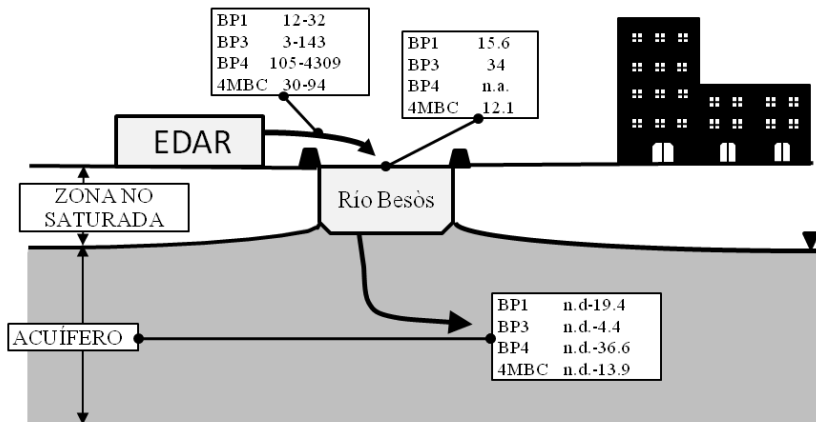 BP1 12-32
BP3 3-143
BP4 105-4309
4MBC 30-94
BP1 15.6
BP3 34
BP4 n.a.
4MBC 12.1
EDAR
ZONA NO
SATURADA
Río Besòs
BP1 n.d-19.4
BP3 n.d.-4.4
BP4 n.d.-36.6
4MBC n.d.-13.9
ACUÍFERO